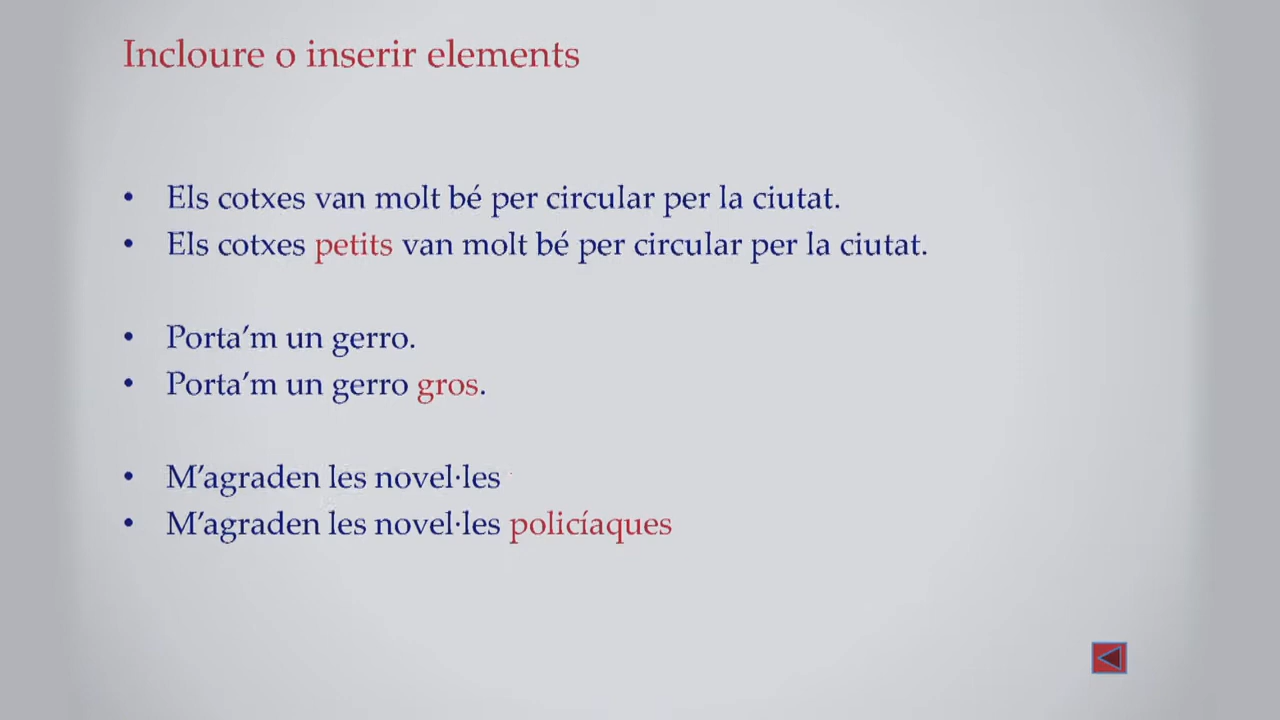 Incloure o inserir elements
• Els cotxes van molt bé per circular per la ciutat.
• Els cotxes petits van molt bé per circular per la ciutat.
• Porta’m un gerro.
• Porta’m un gerro gros.
• M’agraden les novel·les
• M’agraden les novel·les policíaques